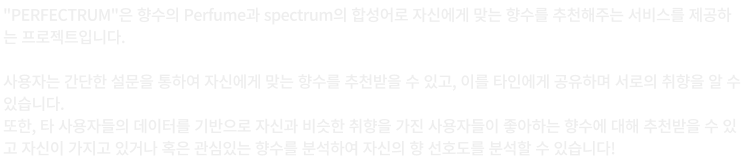 "PERFECTRUM"은 향수의 Perfume과 spectrum의 합성어로 자신에게 맞는 향수를 추천해주는 서비스를 제공하
는 프로젝트입니다.
사용자는 간단한 설문을 통하여 자신에게 맞는 향수를 추천받을 수 있고, 이를 타인에게 공유하며 서로의 취향을 알 수
있습니다.
또한, 타 사용자들의 데이터를 기반으로 자신과 비슷한 취향을 가진 사용자들이 좋아하는 향수에 대해 추천받을 수 있
고 자신이 가지고 있거나 혹은 관심있는 향수를 분석하여 자신의 향 선호도를 분석할 수 있습니다!